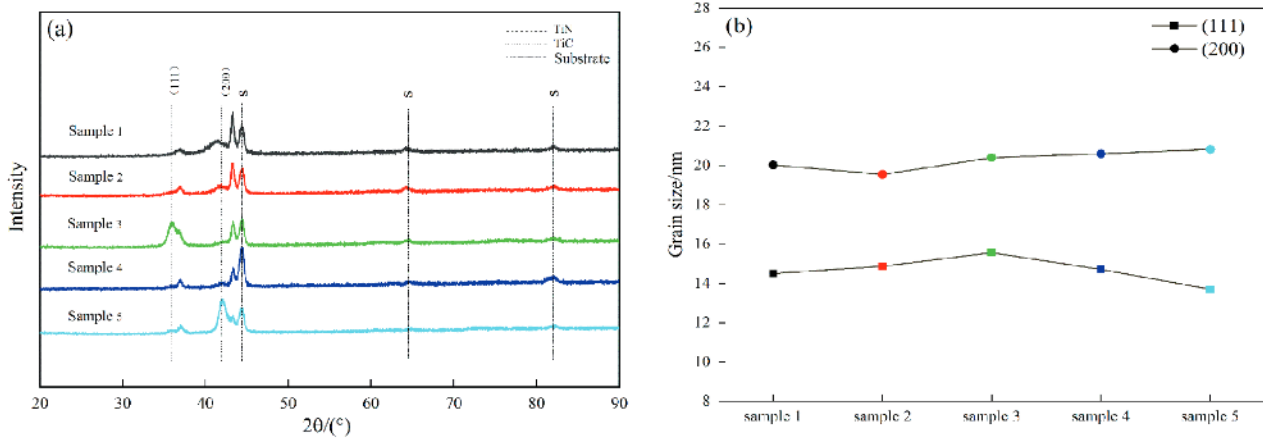 (a)
TiN
TiC
Substrate
(111)
(200)
S
S
S
Sample 1
Sample 2
Sample 3
Sample 4
Sample 5
Intensity
20 30 40 50 60 70 80 90
2θ/(°)
(b)
(111)
(200)
28
26
24
22
20
18
16
14
12
10
8
Grain size/nm
sample 1 sample 2 sample 3 sample 4 sample 5